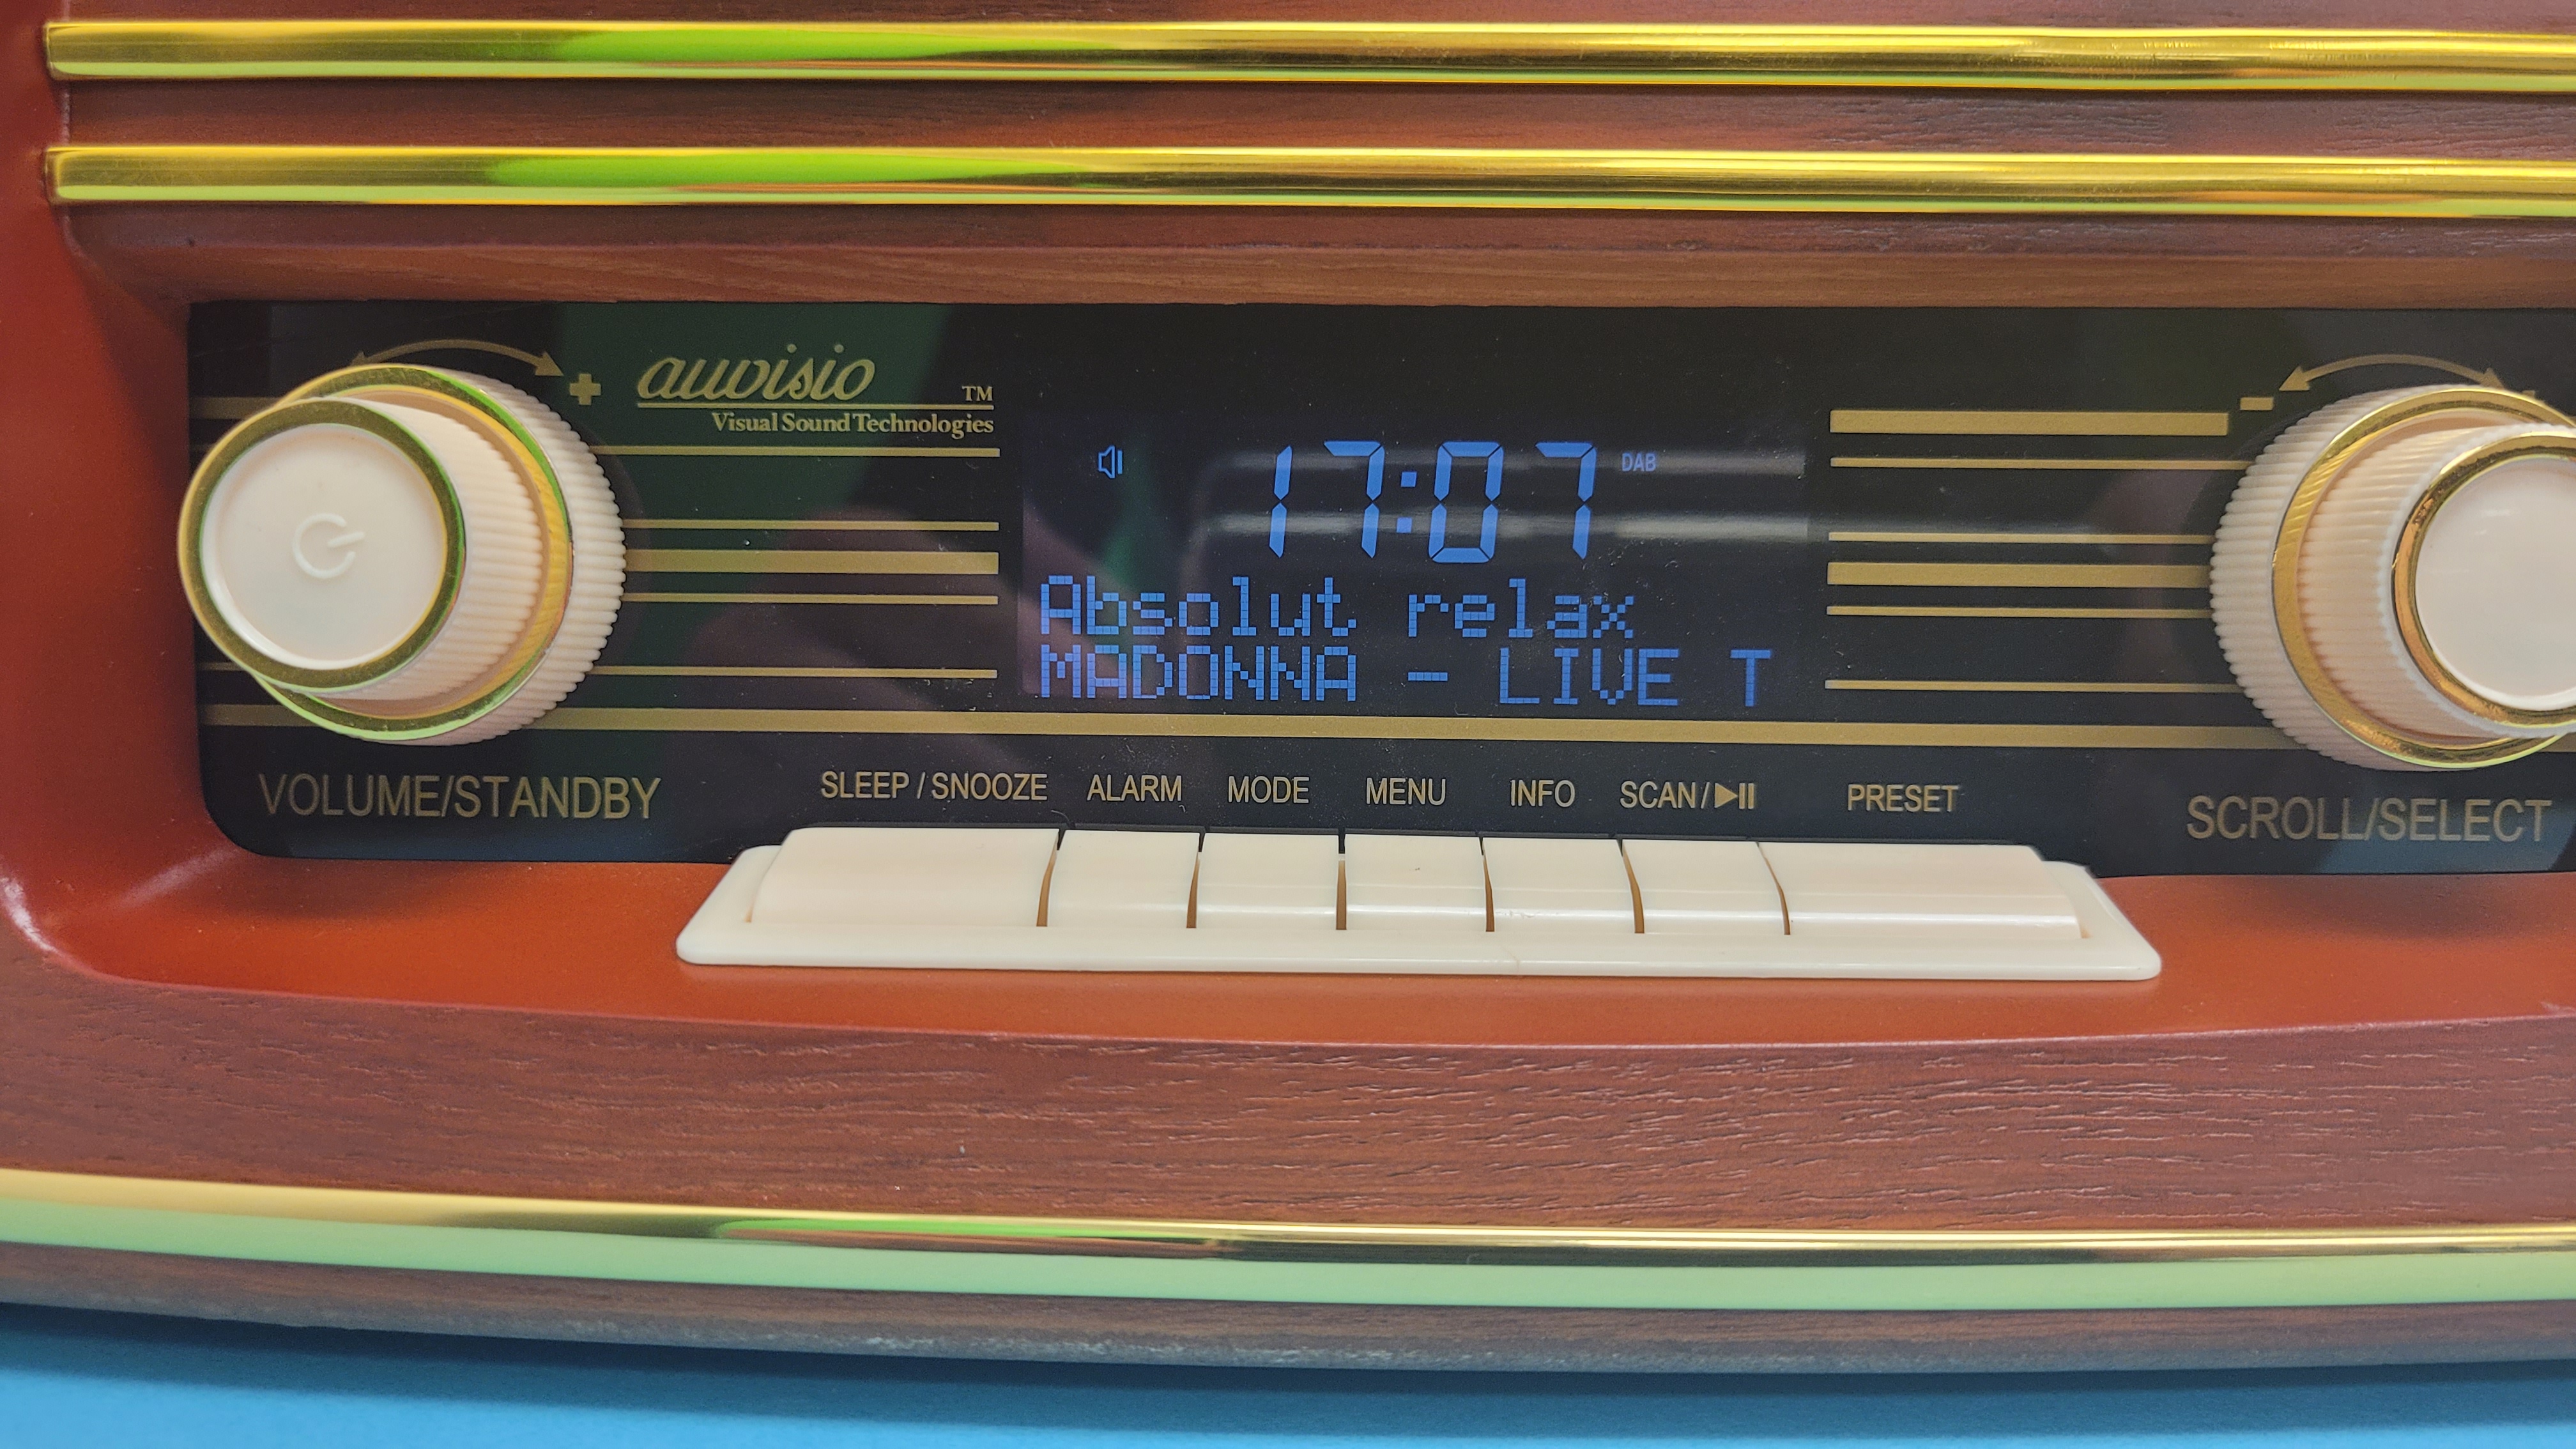 auvisio TM
Visual Sound Technologies
17:07 DAB
Absolut relax
MADONNA - LIVE T
VOLUME/STANDBY
SLEEP / SNOOZE ALARM MODE MENU INFO SCAN/⏯ PRESET
SCROLL/SELECT